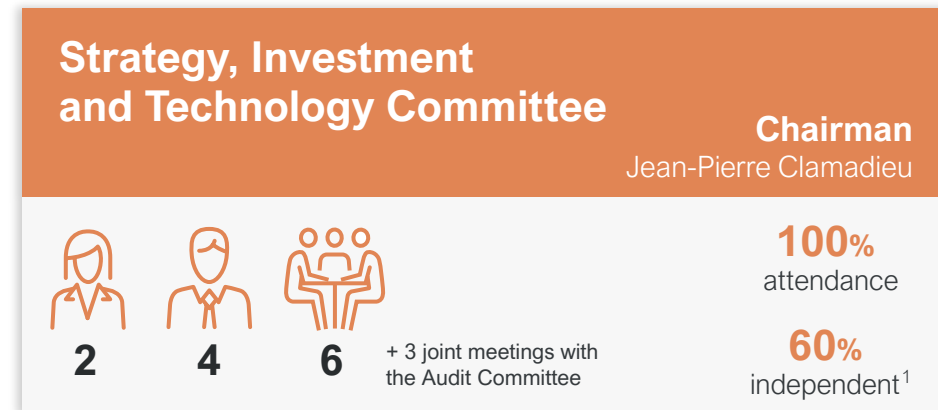 Strategy, Investment
and Technology Committee
Chairman
Jean-Pierre Clamadieu
2
4
6
+ 3 joint meetings with
the Audit Committee
100%
attendance
60%
independent1